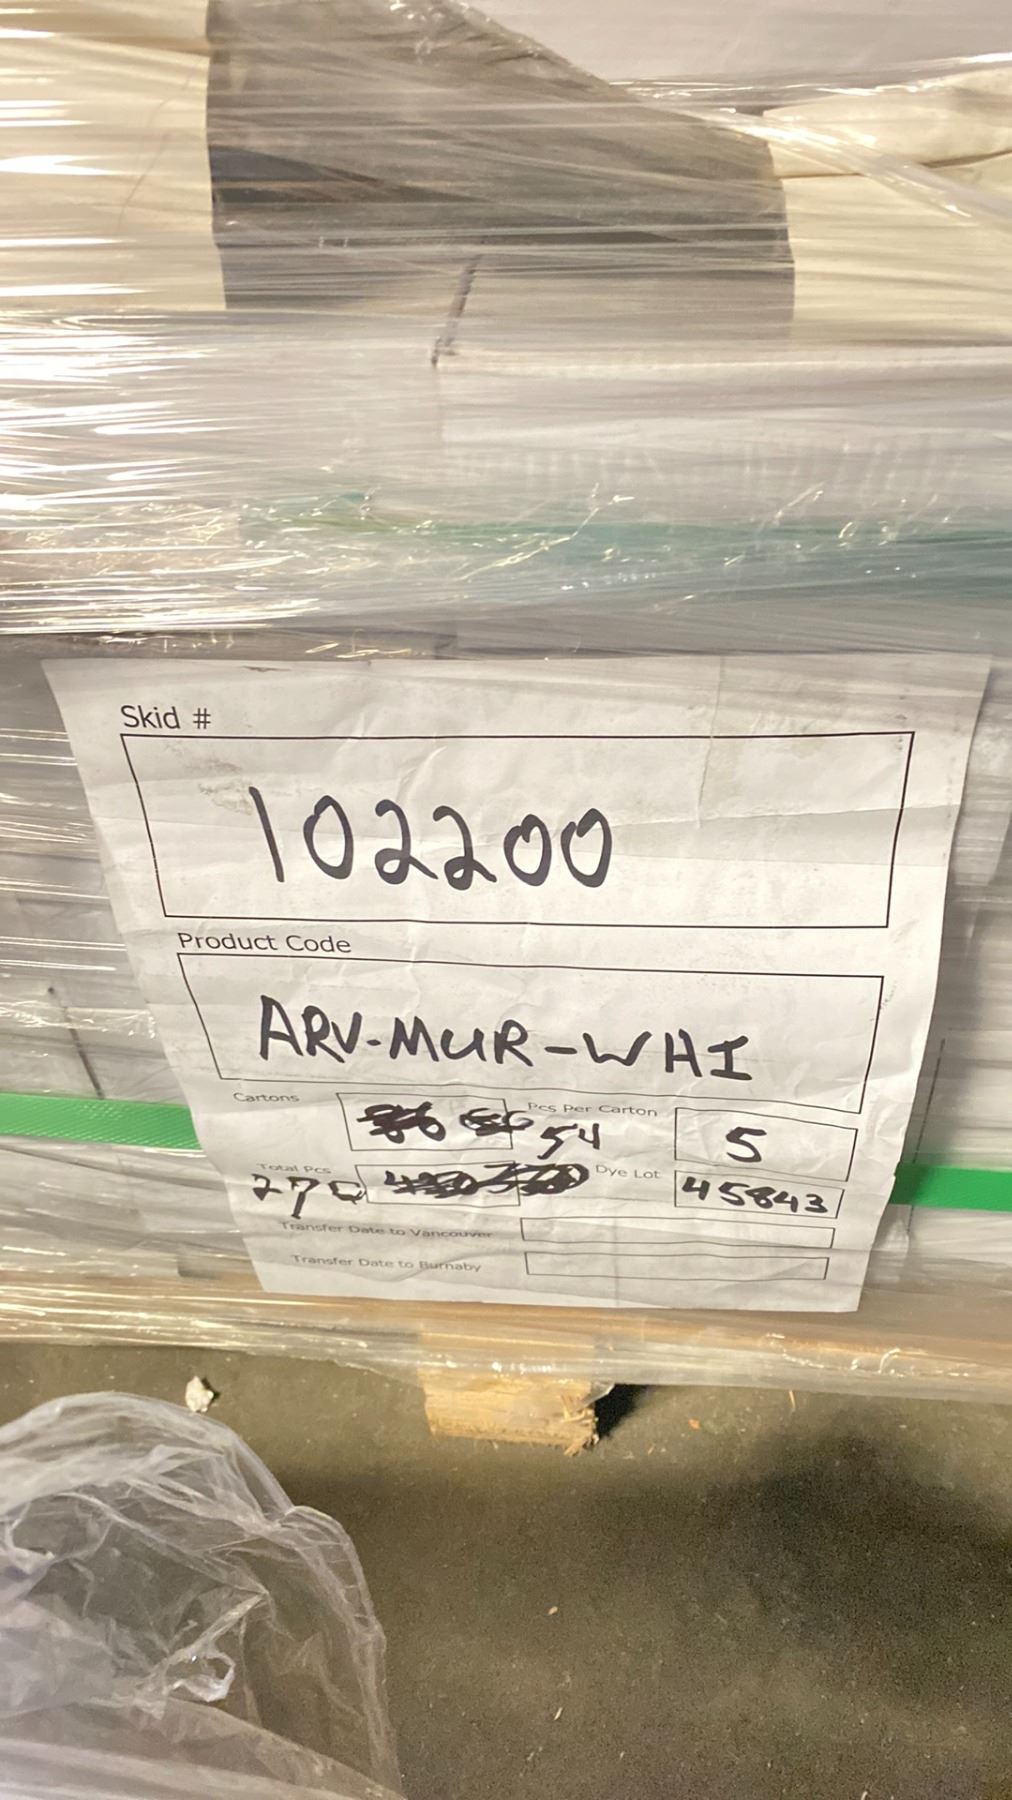 Skid #
102200
Product Code
ARV-MUR-WHI
Cartons 54 Pcs Per Carton 5
Total Pcs 270 Dye Lot 45843
Transfer Date to Vancouver
Transfer Date to Burnaby